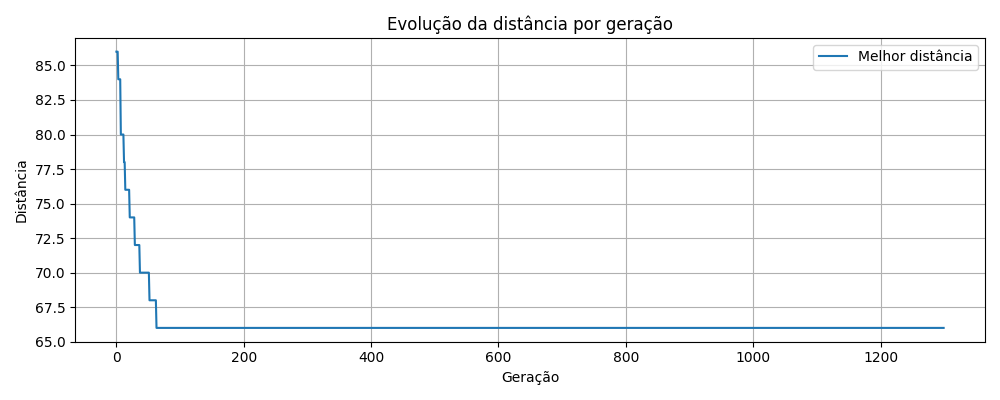 Evolução da distância por geração
Melhor distância
Distância
85.0
82.5
80.0
77.5
75.0
72.5
70.0
67.5
65.0
0 200 400 600 800 1000 1200
Geração